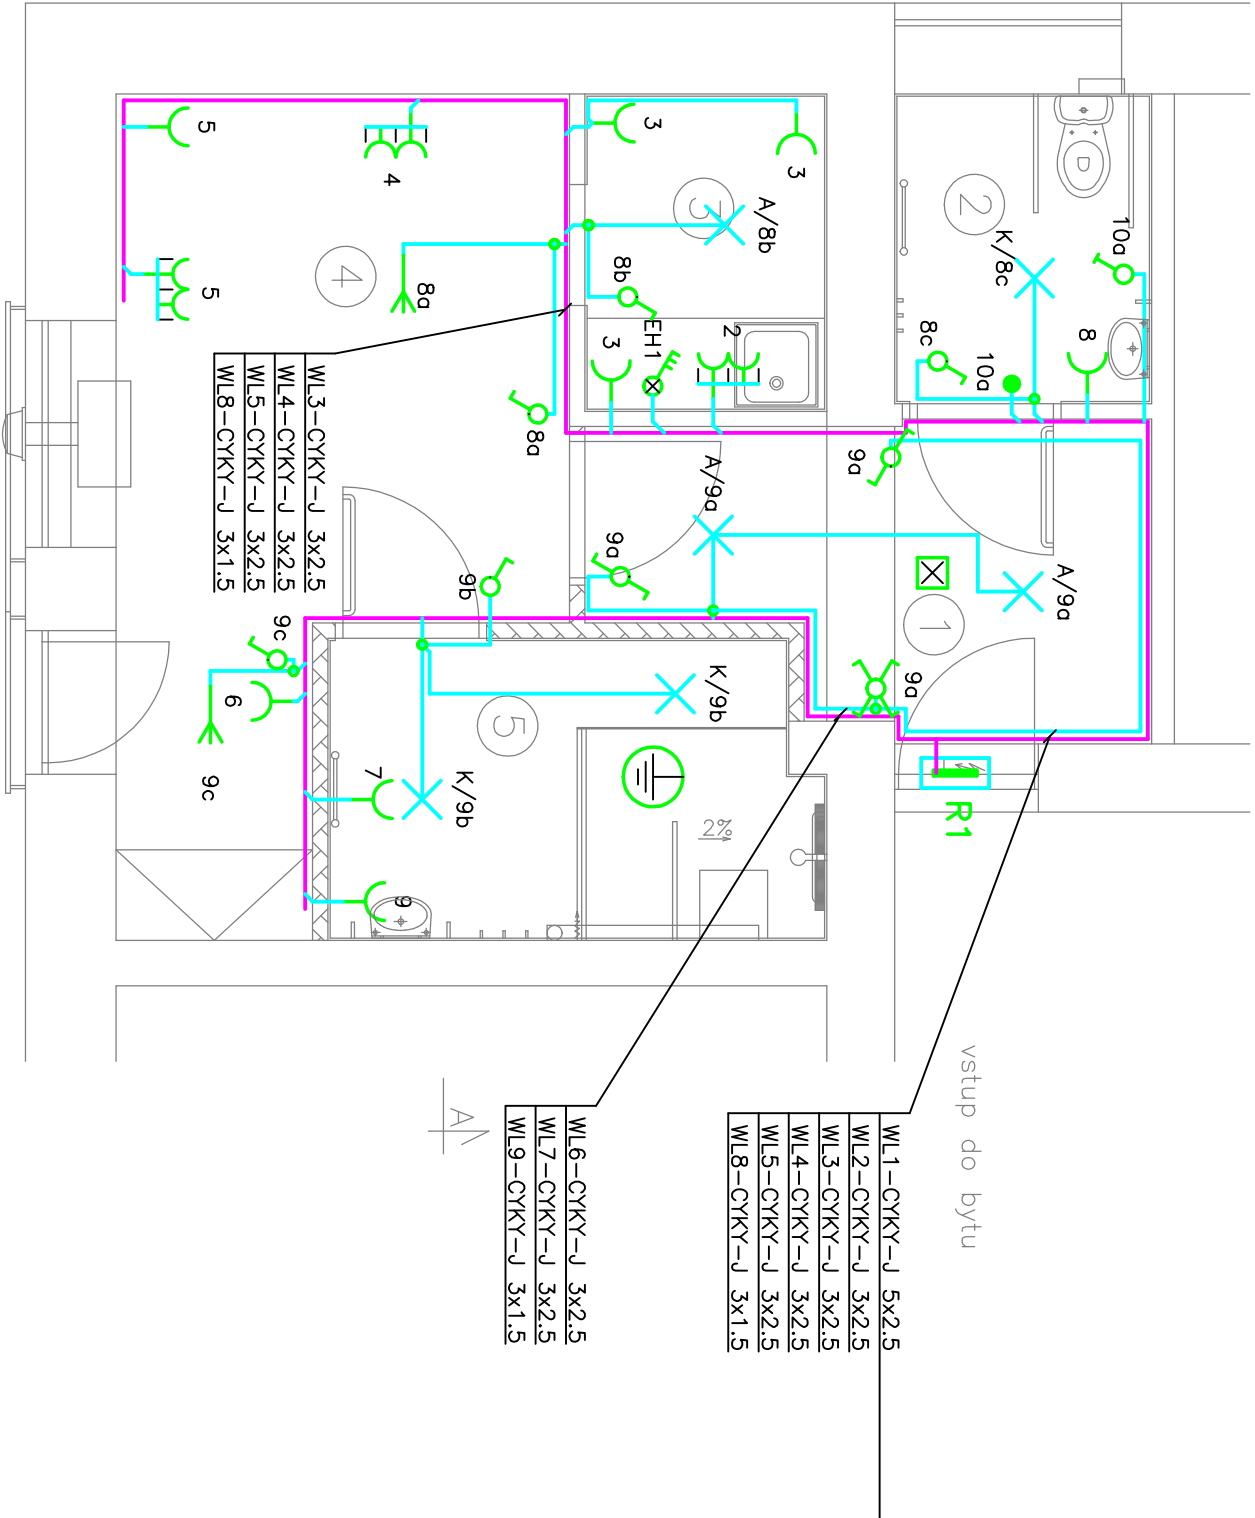 5
4
5
3
3
3
A/8b
8b
EH1
2
3
2
K/8c
10a
8c
10a
8
4
8a
8a
WL3-CYKY-J 3x2.5
WL4-CYKY-J 3x2.5
WL5-CYKY-J 3x2.5
WL8-CYKY-J 3x1.5
A/9a
9a
9a
A/9a
1
9a
R1
9b
9c
6
9c
K/9b
5
K/9b
7
9
2%
vstup do bytu
A
WL6-CYKY-J 3x2.5
WL7-CYKY-J 3x2.5
WL9-CYKY-J 3x1.5
WL1-CYKY-J 5x2.5
WL2-CYKY-J 3x2.5
WL3-CYKY-J 3x2.5
WL4-CYKY-J 3x2.5
WL5-CYKY-J 3x2.5
WL8-CYKY-J 3x1.5